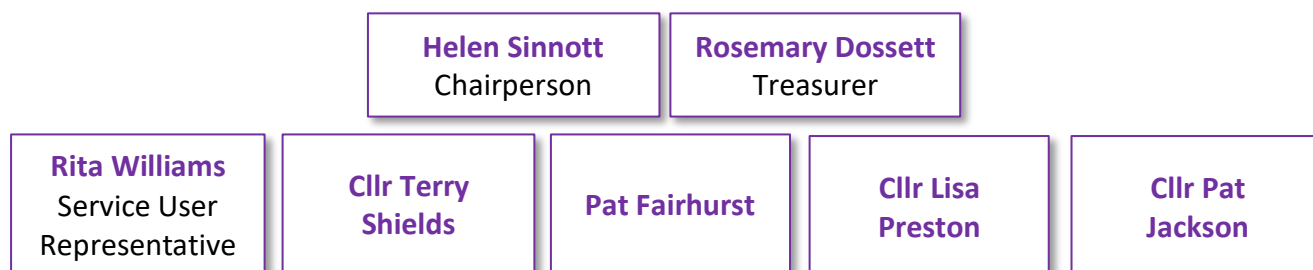 Helen Sinnott
Chairperson
Rosemary Dossett
Treasurer
Rita Williams
Service User
Representative
Cllr Terry
Shields
Pat Fairhurst
Cllr Lisa
Preston
Cllr Pat
Jackson